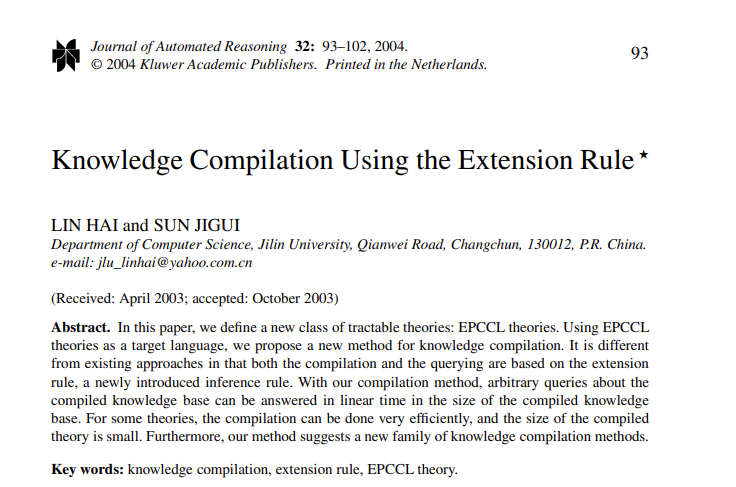 Journal of Automated Reasoning 32: 93–102, 2004.
93
© 2004 Kluwer Academic Publishers. Printed in the Netherlands.
Knowledge Compilation Using the Extension Rule ⋆
LIN HAI and SUN JIGUI
Department of Computer Science, Jilin University, Qianwei Road, Changchun, 130012, P.R. China.
e-mail: jlu_linhai@yahoo.com.cn
(Received: April 2003; accepted: October 2003)
Abstract. In this paper, we define a new class of tractable theories: EPCCL theories. Using EPCCL
theories as a target language, we propose a new method for knowledge compilation. It is different
from existing approaches in that both the compilation and the querying are based on the extension
rule, a newly introduced inference rule. With our compilation method, arbitrary queries about the
compiled knowledge base can be answered in linear time in the size of the compiled knowledge
base. For some theories, the compilation can be done very efficiently, and the size of the compiled
theory is small. Furthermore, our method suggests a new family of knowledge compilation methods.
Key words: knowledge compilation, extension rule, EPCCL theory.